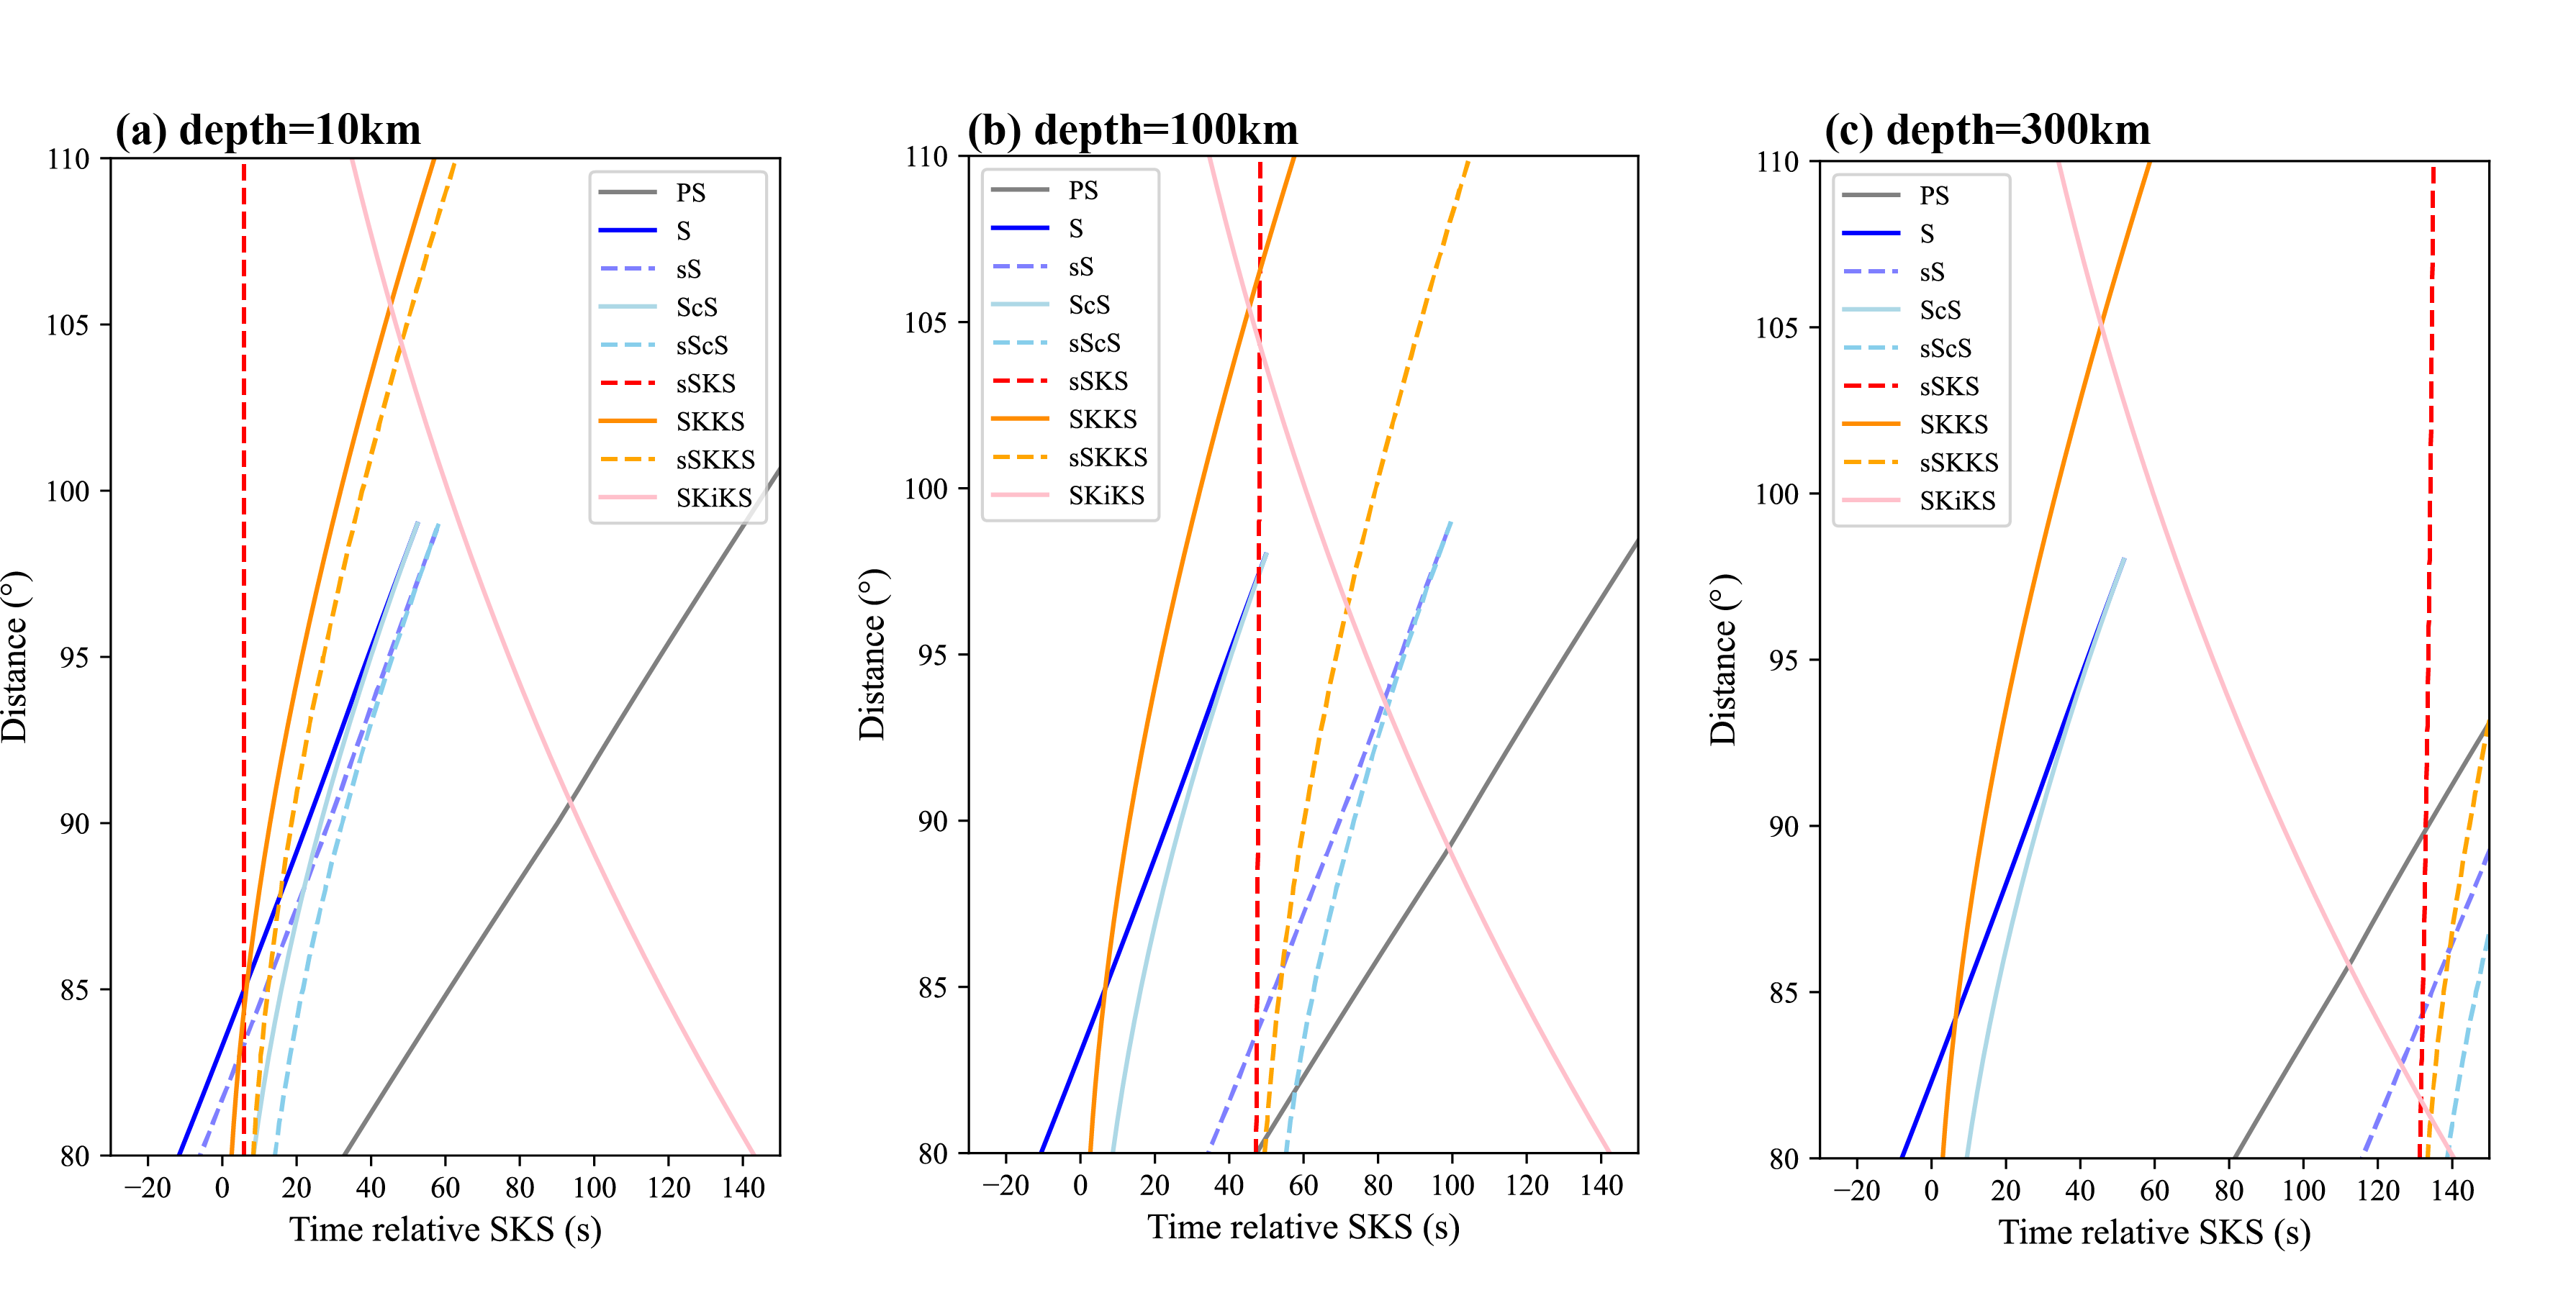 (a) depth=10km
110
105
100
95
90
85
80
Distance (°)
−20 0 20 40 60 80 100 120 140
Time relative SKS (s)
PS
S
sS
ScS
sScS
sSKS
SKKS
sSKKS
SKiKS
(b) depth=100km
110
105
100
95
90
85
80
Distance (°)
−20 0 20 40 60 80 100 120 140
Time relative SKS (s)
PS
S
sS
ScS
sScS
sSKS
SKKS
sSKKS
SKiKS
(c) depth=300km
110
105
100
95
90
85
80
Distance (°)
−20 0 20 40 60 80 100 120 140
Time relative SKS (s)
PS
S
sS
ScS
sScS
sSKS
SKKS
sSKKS
SKiKS